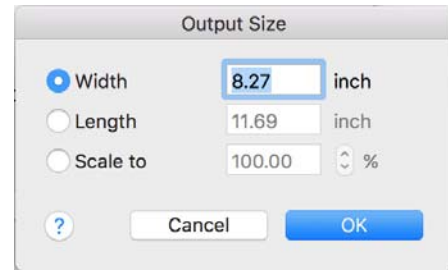 Output Size
Width 8.27 inch
Length 11.69 inch
Scale to 100.00 %
? Cancel OK